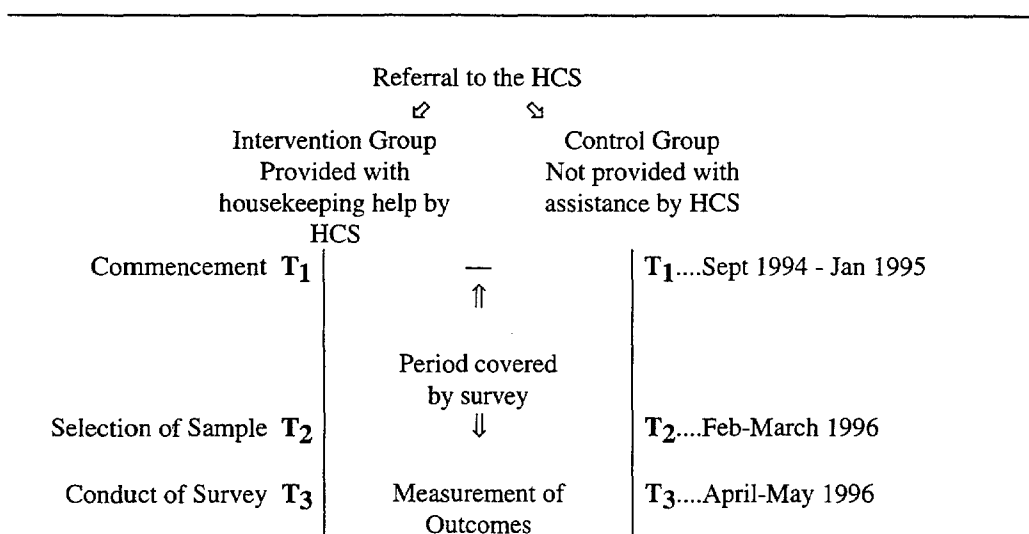 Referral to the HCS
Intervention Group
Provided with
housekeeping help by
HCS
Control Group
Not provided with
assistance by HCS
Commencement T1 — T1....Sept 1994 - Jan 1995
⇑
Period covered
by survey
Selection of Sample T2 ⇓ T2....Feb-March 1996
Conduct of Survey T3 Measurement of T3....April-May 1996
Outcomes